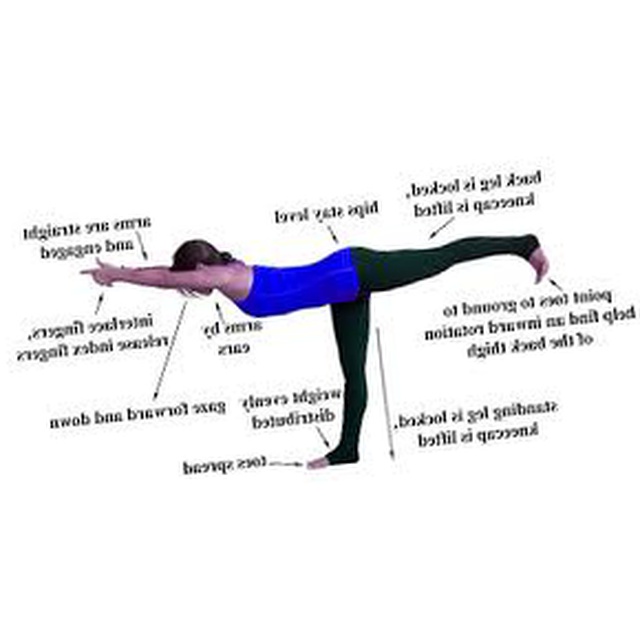 back leg is locked,
kneecap is lifted
hips stay level
arms are straight
and engaged
point toes to ground to
help find an inward rotation
of the back thigh
interlace fingers,
release index fingers
arms by
ears
gaze forward and down
weight evenly
distributed
standing leg is locked,
kneecap is lifted
toes spread